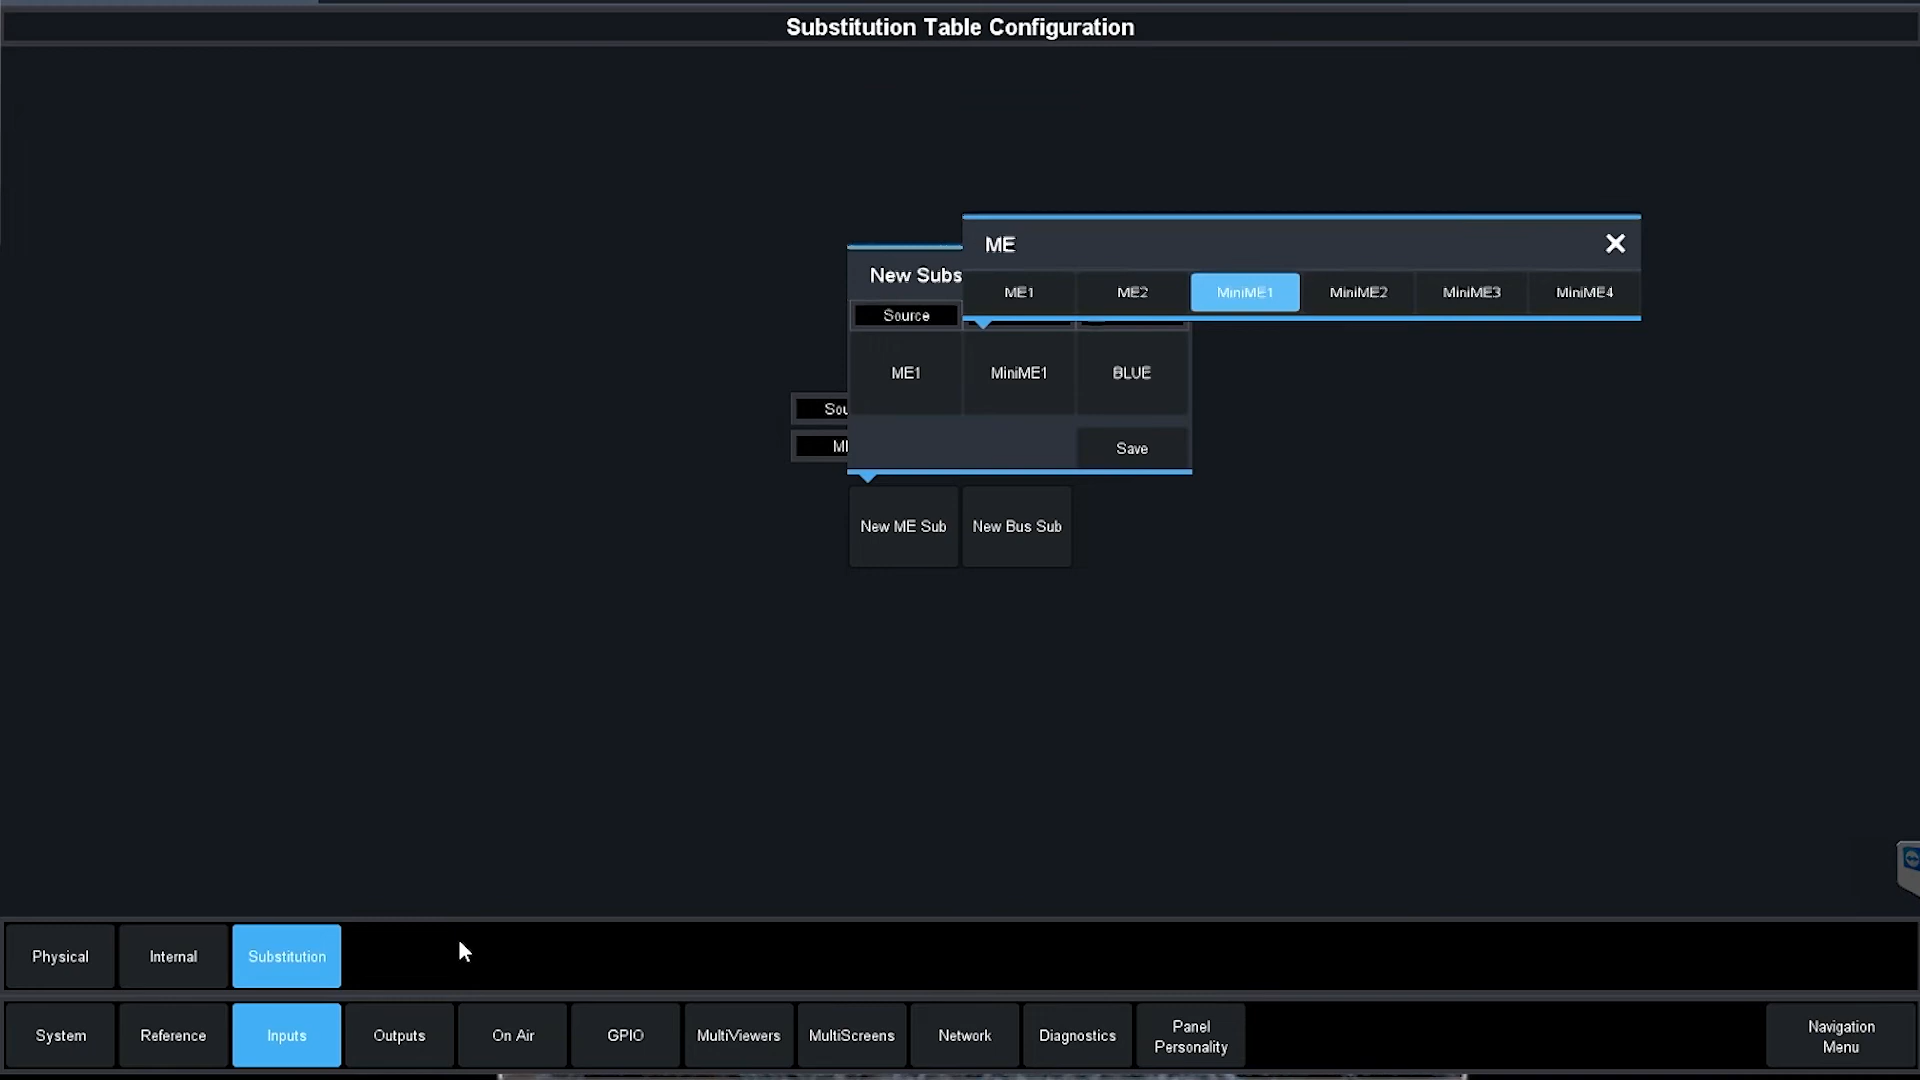 Substitution Table Configuration
ME
New Subs
ME1 ME2 MiniME1 MiniME2 MiniME3 MiniME4
Source
ME1 MiniME1 BLUE
Sou
Save
New ME Sub New Bus Sub
Physical Internal Substitution
System Reference Inputs Outputs On Air GPIO MultiViewers MultiScreens Network Diagnostics Panel Personality Navigation Menu